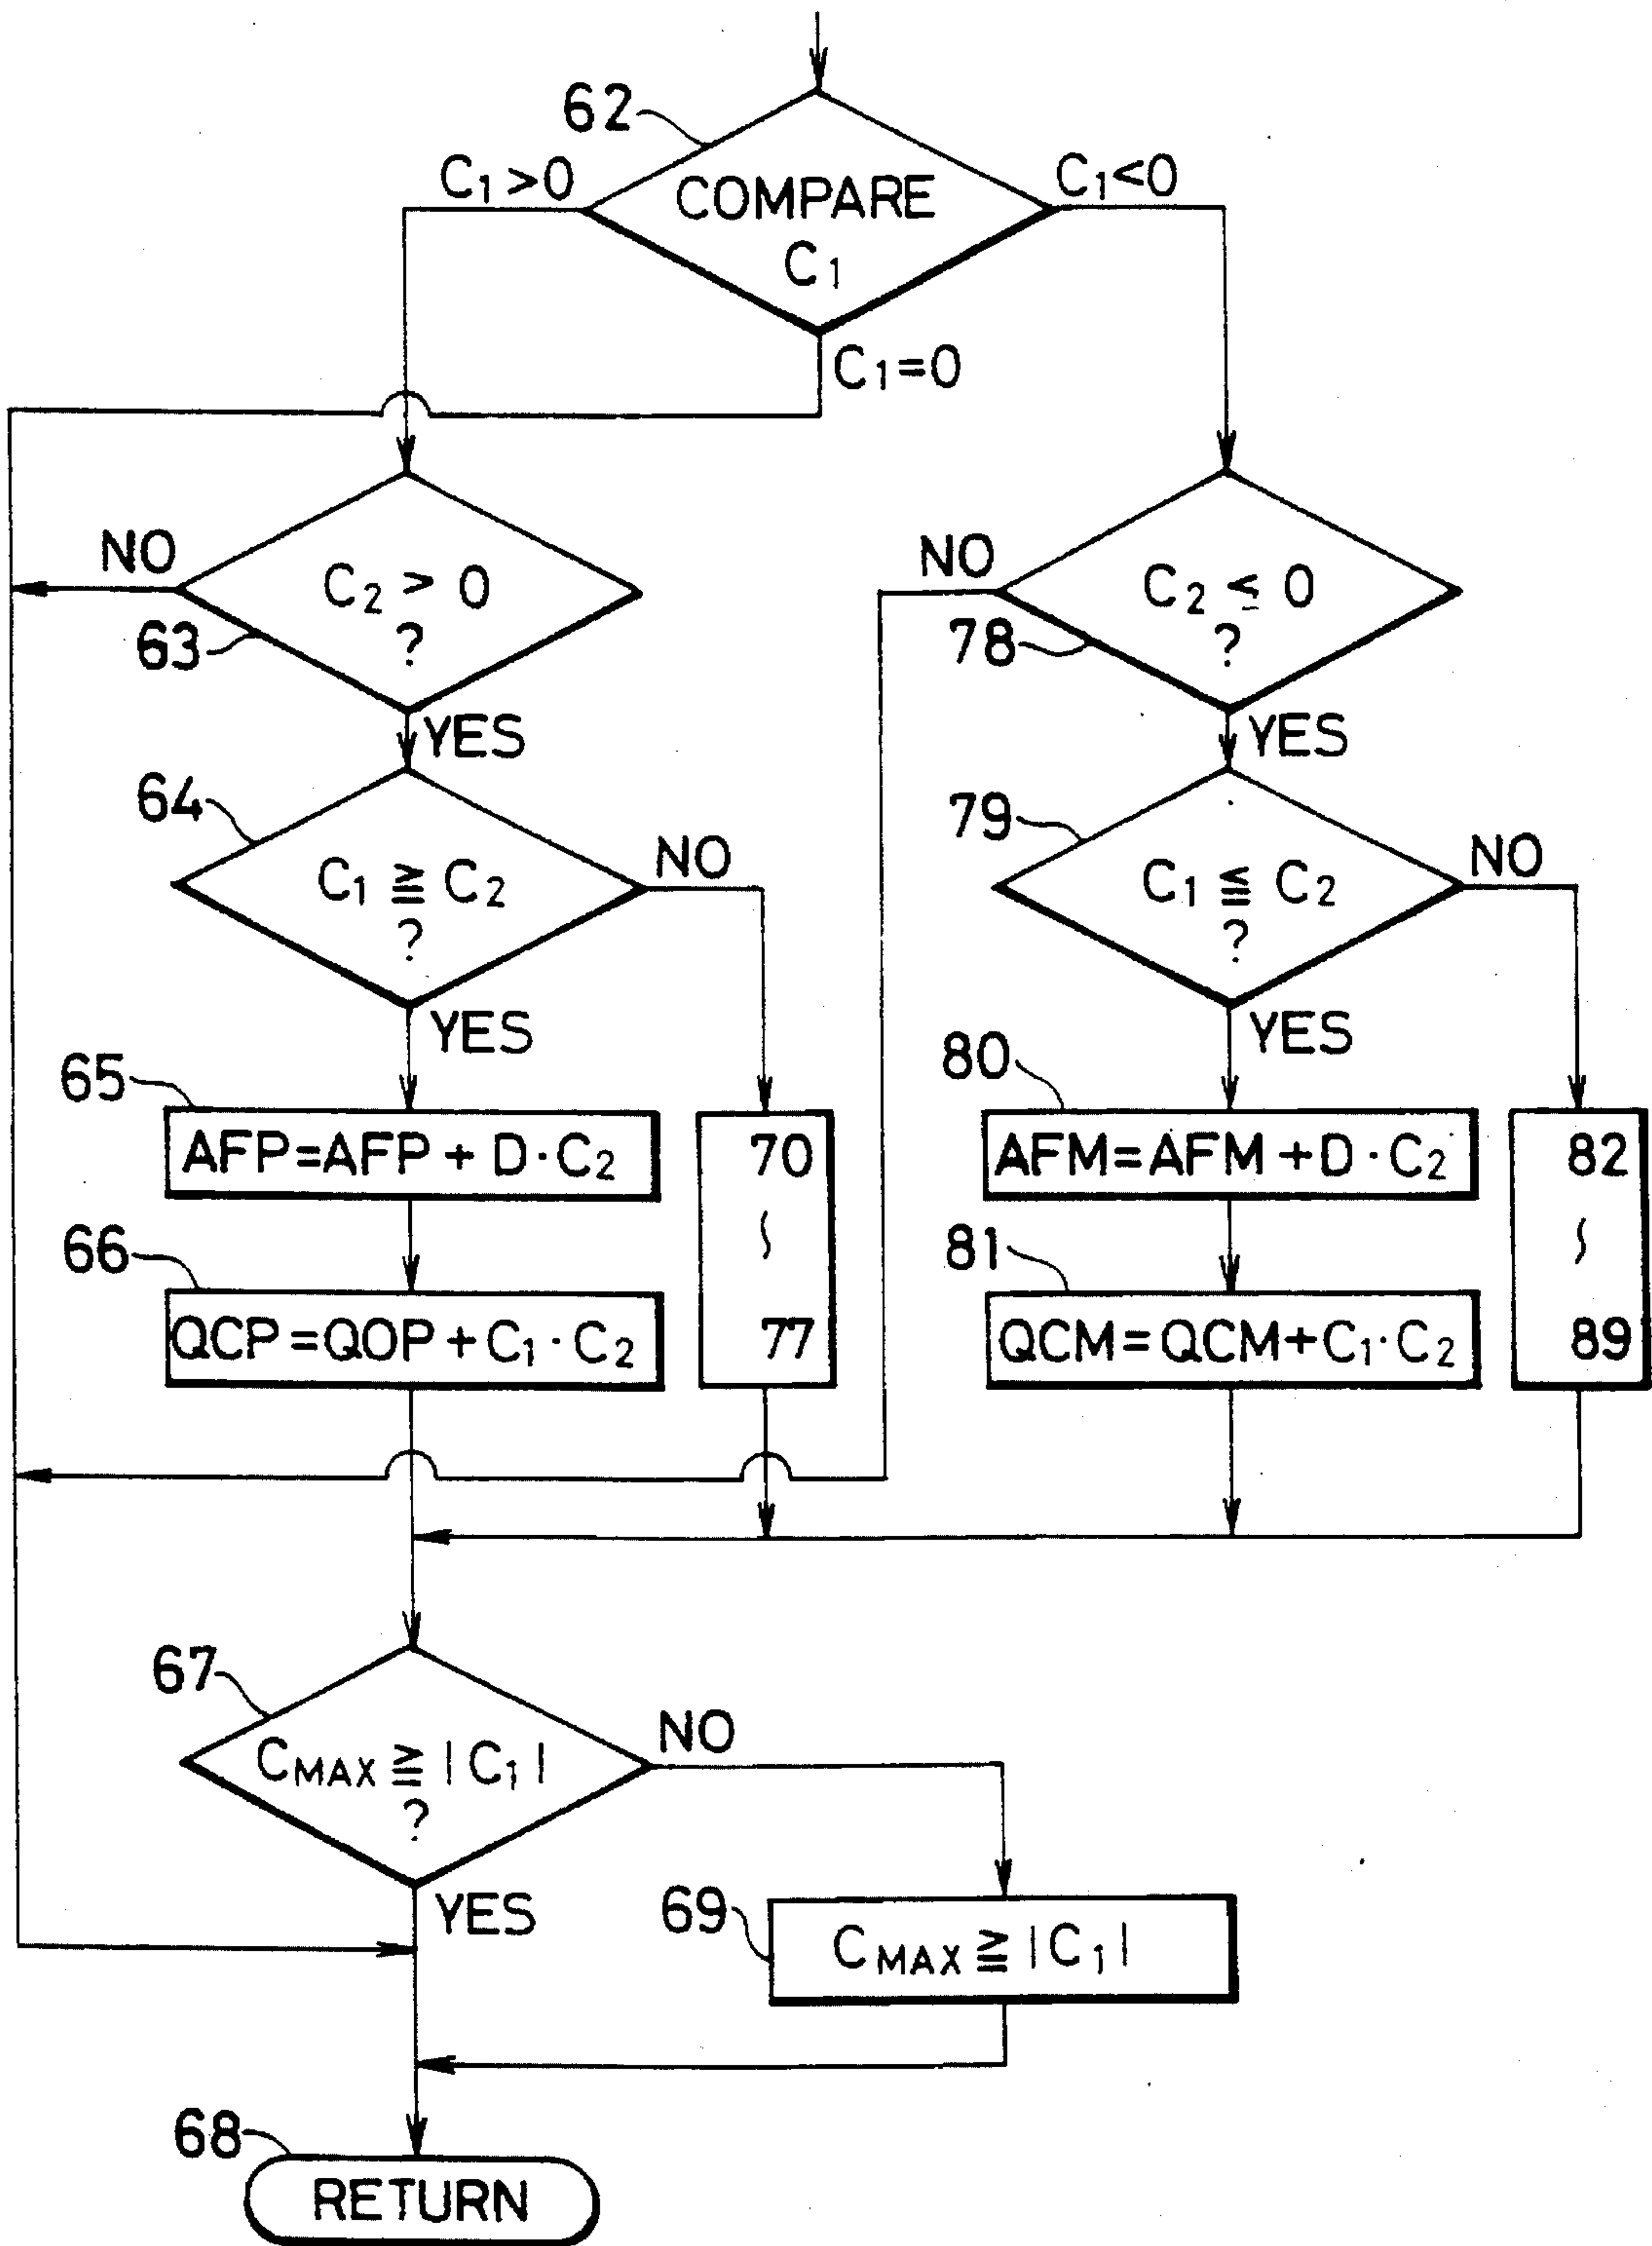 62
C₁>0
C₁<0
COMPARE
C₁
C₁=0
NO
C₂ > 0
?
63
NO
C₂ ≦ 0
?
78
YES
YES
64
C₁ ≧ C₂
?
NO
79
C₁ ≦ C₂
?
NO
YES
YES
65
AFP=AFP + D·C₂
70
∼
77
80
AFM=AFM+D·C₂
82
∼
89
66
QCP=QOP+C₁·C₂
81
QCM=QCM+C₁·C₂
67
C MAX ≧ |C₁|
?
NO
YES
69
C MAX ≧ |C₁|
68
RETURN